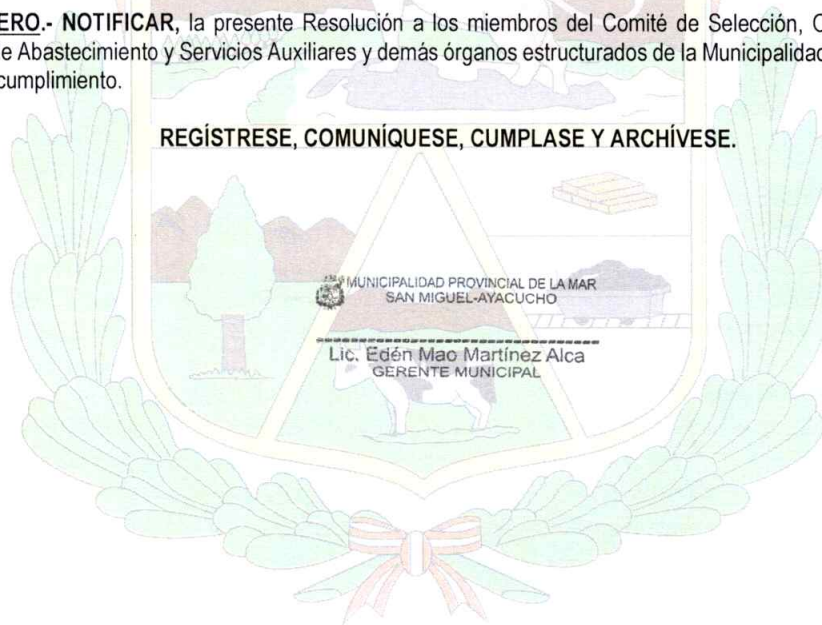 ERO.- NOTIFICAR, la presente Resolución a los miembros del Comité de Selección, O
e Abastecimiento y Servicios Auxiliares y demás órganos estructurados de la Municipalidad
cumplimiento.
REGÍSTRESE, COMUNÍQUESE, CUMPLASE Y ARCHÍVESE.
MUNICIPALIDAD PROVINCIAL DE LA MAR
SAN MIGUEL-AYACUCHO
Lic. Edén Mao Martínez Alca
GERENTE MUNICIPAL